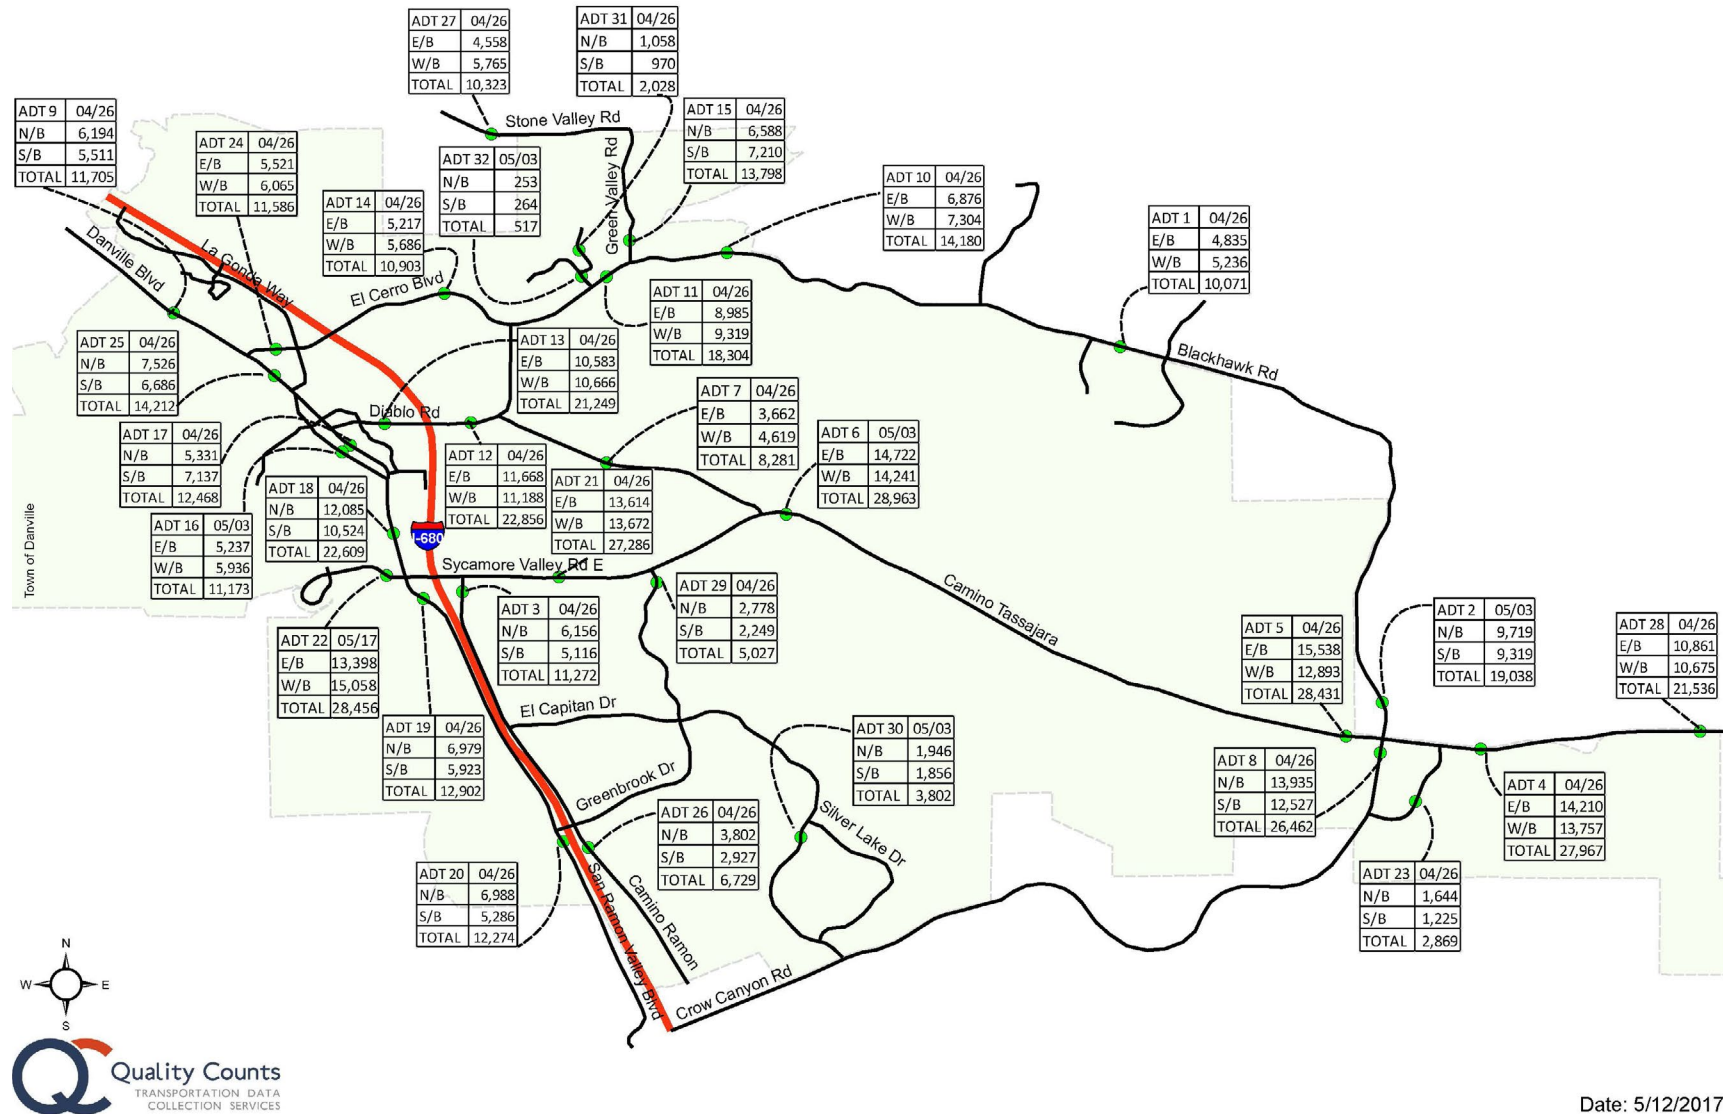 ADT 27 04/26
E/B 4,558
W/B 5,765
TOTAL 10,323
ADT 31 04/26
N/B 1,058
S/B 970
TOTAL 2,028
ADT 9 04/26
N/B 6,194
S/B 5,511
TOTAL 11,705
ADT 24 04/26
E/B 5,521
W/B 6,065
TOTAL 11,586
Stone Valley Rd
ADT 15 04/26
N/B 6,588
S/B 7,210
TOTAL 13,798
ADT 32 05/03
N/B 253
S/B 264
TOTAL 517
Green Valley Rd
ADT 14 04/26
E/B 5,217
W/B 5,686
TOTAL 10,903
ADT 10 04/26
E/B 6,876
W/B 7,304
TOTAL 14,180
ADT 1 04/26
E/B 4,835
W/B 5,236
TOTAL 10,071
Danville Blvd
La Gonda Way
El Cerro Blvd
ADT 11 04/26
E/B 8,985
W/B 9,319
TOTAL 18,304
ADT 25 04/26
N/B 7,526
S/B 6,686
TOTAL 14,212
ADT 13 04/26
E/B 10,583
W/B 10,666
TOTAL 21,249
Blackhawk Rd
Diablo Rd
ADT 7 04/26
E/B 3,662
W/B 4,619
TOTAL 8,281
ADT 17 04/26
N/B 5,331
S/B 7,137
TOTAL 12,468
ADT 6 05/03
E/B 14,722
W/B 14,241
TOTAL 28,963
ADT 12 04/26
E/B 11,668
W/B 11,188
TOTAL 22,856
ADT 21 04/26
E/B 13,614
W/B 13,672
TOTAL 27,286
ADT 18 04/26
N/B 12,085
S/B 10,524
TOTAL 22,609
ADT 16 05/03
E/B 5,237
W/B 5,936
TOTAL 11,173
I-680
Town of Danville
Sycamore Valley Rd E
Camino Tassajara
ADT 29 04/26
N/B 2,778
S/B 2,249
TOTAL 5,027
ADT 3 04/26
N/B 6,156
S/B 5,116
TOTAL 11,272
ADT 2 05/03
N/B 9,719
S/B 9,319
TOTAL 19,038
ADT 5 04/26
E/B 15,538
W/B 12,893
TOTAL 28,431
ADT 28 04/26
E/B 10,861
W/B 10,675
TOTAL 21,536
ADT 22 05/17
E/B 13,398
W/B 15,058
TOTAL 28,456
El Capitan Dr
ADT 19 04/26
N/B 6,979
S/B 5,923
TOTAL 12,902
ADT 30 05/03
N/B 1,946
S/B 1,856
TOTAL 3,802
ADT 8 04/26
N/B 13,935
S/B 12,527
TOTAL 26,462
ADT 4 04/26
E/B 14,210
W/B 13,757
TOTAL 27,967
Greenbrook Dr
Silver Lake Dr
ADT 26 04/26
N/B 3,802
S/B 2,927
TOTAL 6,729
ADT 20 04/26
N/B 6,988
S/B 5,286
TOTAL 12,274
ADT 23 04/26
N/B 1,644
S/B 1,225
TOTAL 2,869
San Ramon Valley Blvd
Camino Ramon
Crow Canyon Rd
N
W E
S
QC
Quality Counts
TRANSPORTATION DATA
COLLECTION SERVICES
Date: 5/12/2017